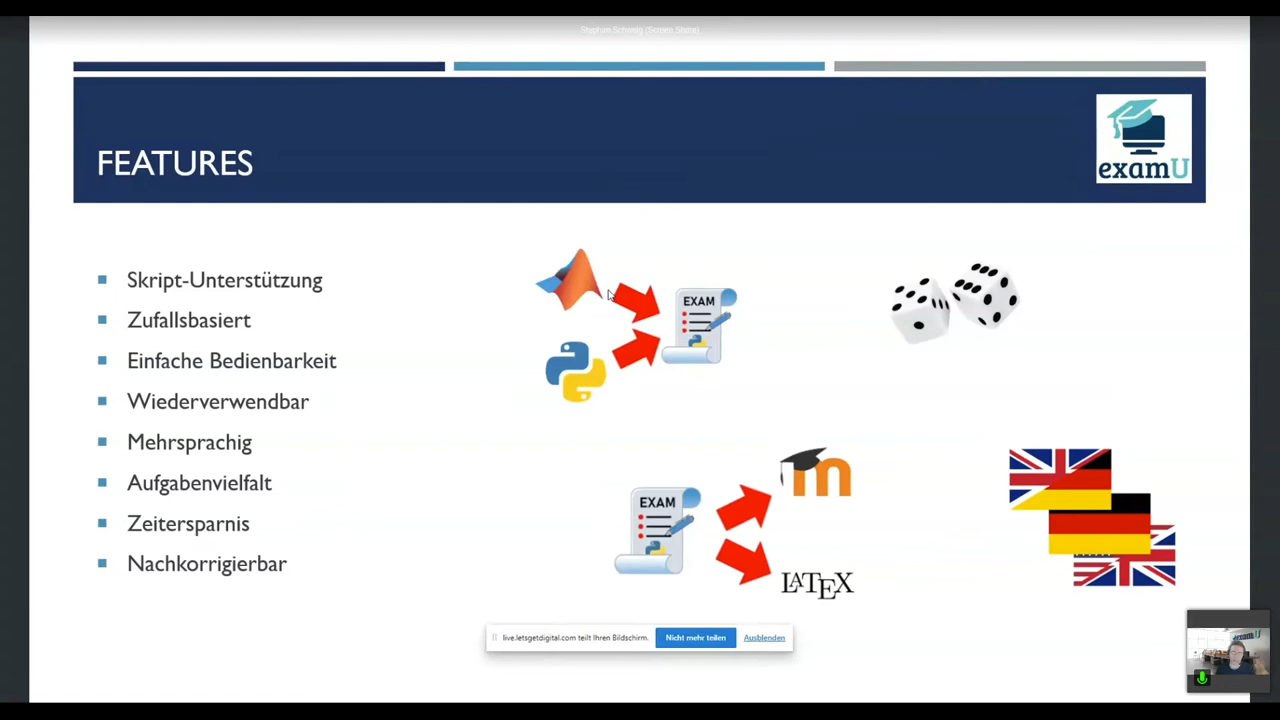 FEATURES
examU
Skript-Unterstützung
Zufallsbasiert
Einfache Bedienbarkeit
Wiederverwendbar
Mehrsprachig
Aufgabenvielfalt
Zeitersparnis
Nachkorrigierbar
EXAM
EXAM
m
LATEX
live.letsgetdigital.com teilt Ihren Bildschirm.
Nicht mehr teilen
Ausblenden